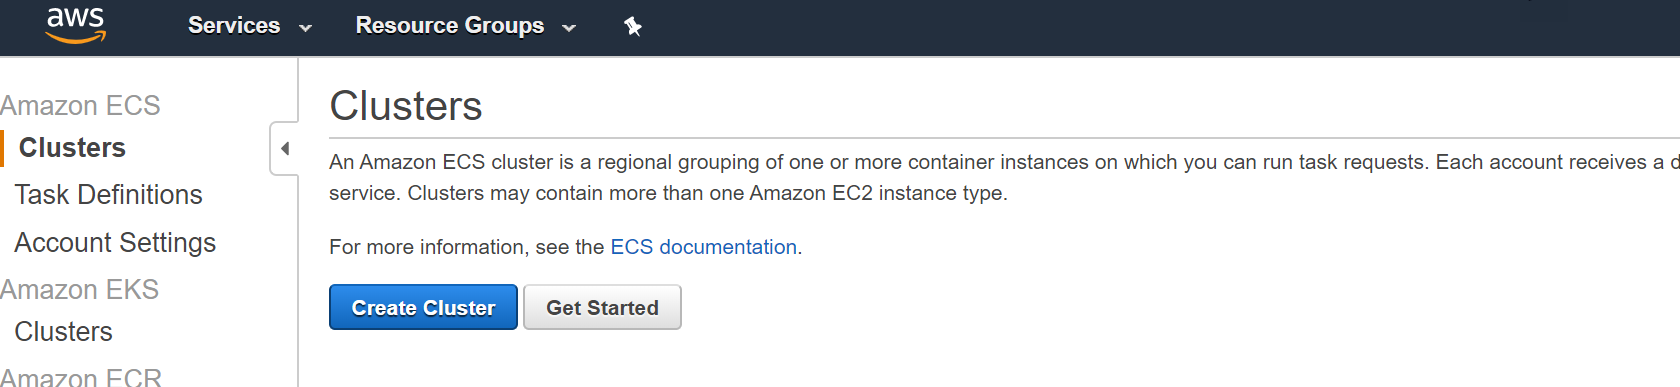 aws
Services
Resource Groups
Amazon ECS
Clusters
Task Definitions
Account Settings
Amazon EKS
Clusters
Amazon ECR
Clusters
An Amazon ECS cluster is a regional grouping of one or more container instances on which you can run task requests. Each account receives a
service. Clusters may contain more than one Amazon EC2 instance type.
For more information, see the ECS documentation.
Create Cluster
Get Started